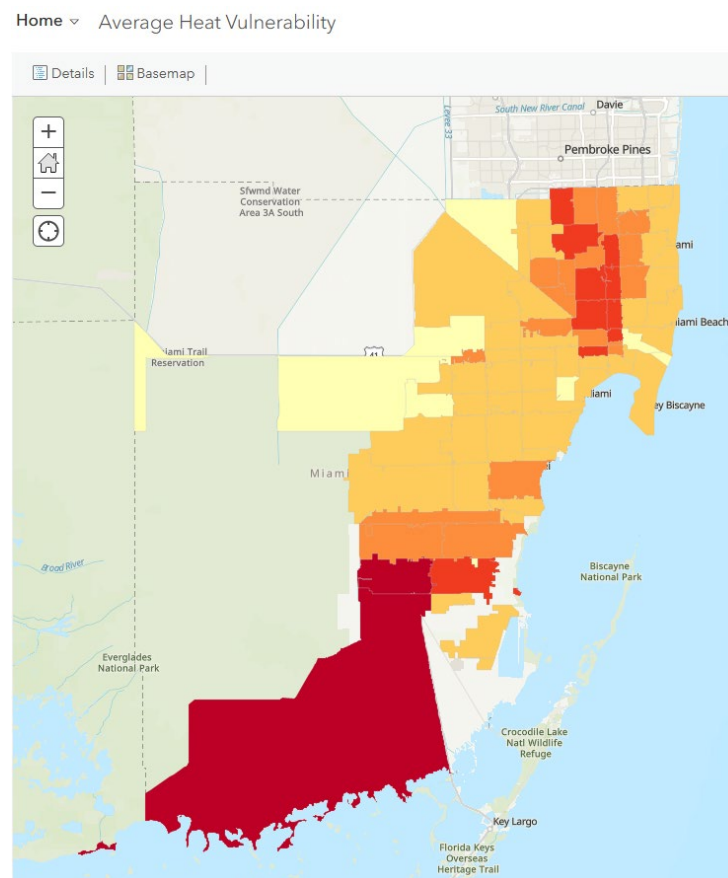 Home Average Heat Vulnerability
Details | Basemap |
+
−
South New River Canal
Davie
Levee 33
Pembroke Pines
Sfwmd Water
Conservation
Area 3A South
ami
iami Beach
41
iami Trail
Reservation
iami
ey Biscayne
Miami
Broad River
Biscayne
National Park
Everglades
National Park
Crocodile Lake
Natl Wildlife
Refuge
Key Largo
Florida Keys
Overseas
Heritage Trail